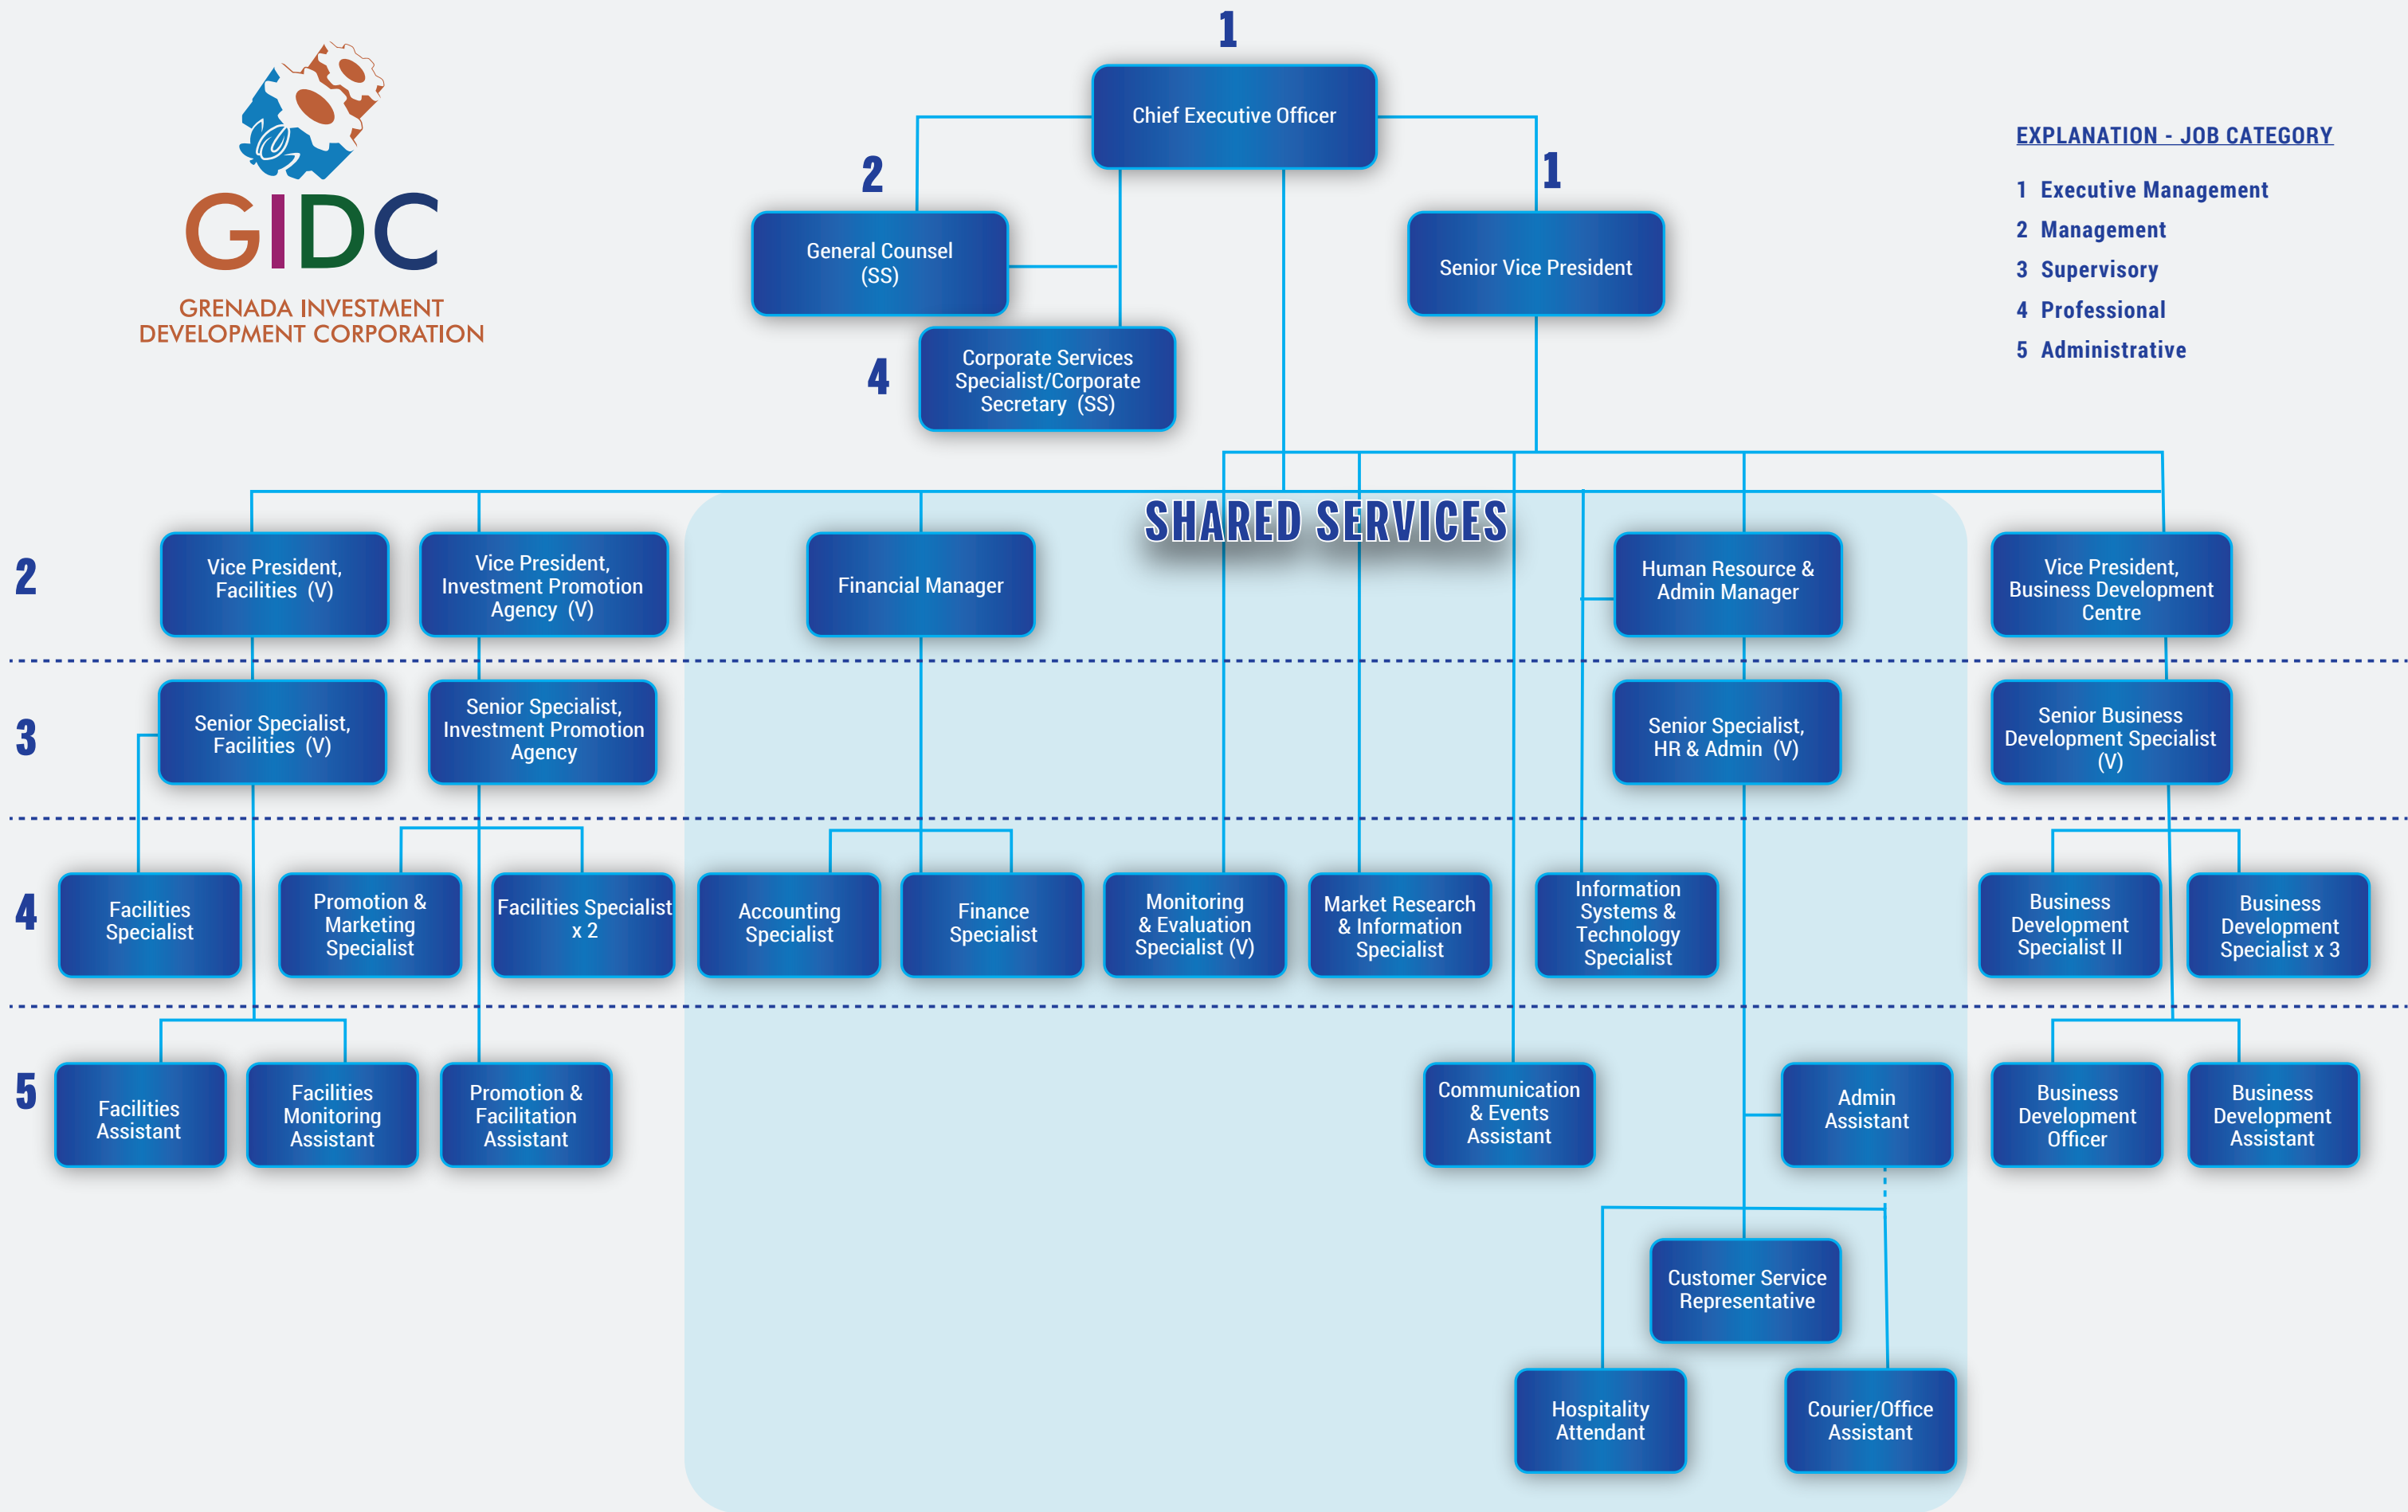 GIDC
GRENADA INVESTMENT
DEVELOPMENT CORPORATION
1
Chief Executive Officer
EXPLANATION - JOB CATEGORY
1 Executive Management
2 Management
3 Supervisory
4 Professional
5 Administrative
2
General Counsel
(SS)
1
Senior Vice President
4
Corporate Services
Specialist/Corporate
Secretary (SS)
SHARED SERVICES
2
Vice President,
Facilities (V)
Vice President,
Investment Promotion
Agency (V)
Financial Manager
Human Resource &
Admin Manager
Vice President,
Business Development
Centre
3
Senior Specialist,
Facilities (V)
Senior Specialist,
Investment Promotion
Agency
Senior Specialist,
HR & Admin (V)
Senior Business
Development Specialist
(V)
4
Facilities
Specialist
Promotion &
Marketing
Specialist
Facilities Specialist
x 2
Accounting
Specialist
Finance
Specialist
Monitoring
& Evaluation
Specialist (V)
Market Research
& Information
Specialist
Information
Systems &
Technology
Specialist
Business
Development
Specialist II
Business
Development
Specialist x 3
5
Facilities
Assistant
Facilities
Monitoring
Assistant
Promotion &
Facilitation
Assistant
Communication
& Events
Assistant
Admin
Assistant
Business
Development
Officer
Business
Development
Assistant
Customer Service
Representative
Hospitality
Attendant
Courier/Office
Assistant